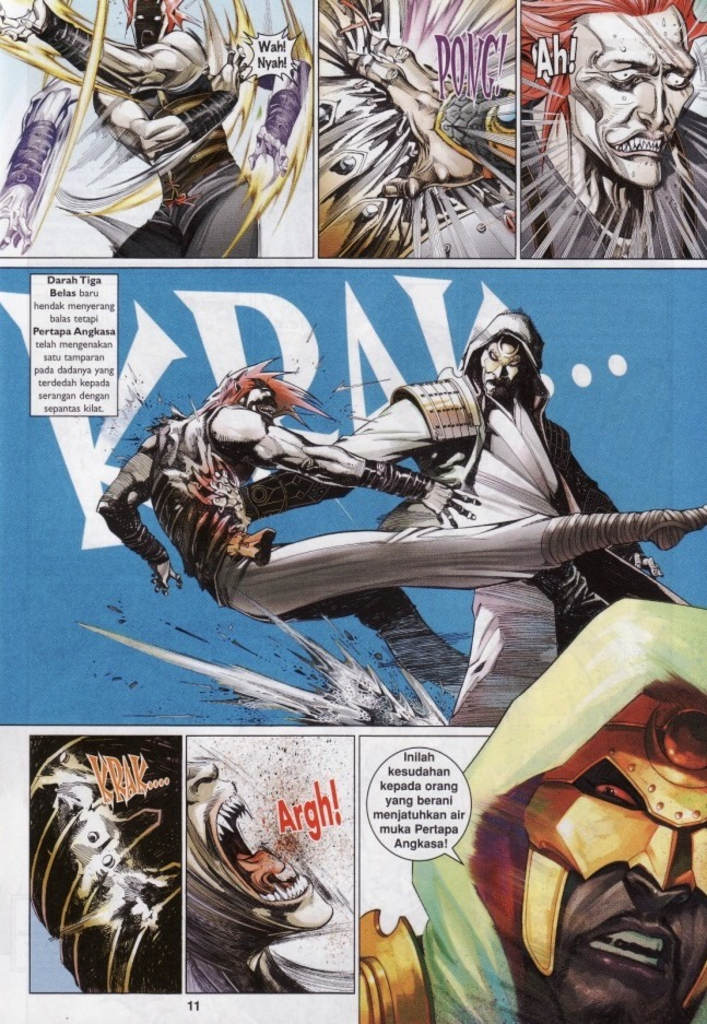 Wah!
Nyah!
PONG!
Ah!
Darah Tiga
Belas baru
hendak menyerang
balas tetapi
Pertapa Angkasa
telah mengenakan
satu tamparan
pada dadanya yang
terdedah kepada
serangan dengan
sepantas kilat.
KRAK...
KRAK....
Argh!
Inilah
kesudahan
kepada orang
yang berani
menjatuhkan air
muka Pertapa
Angkasa!
11